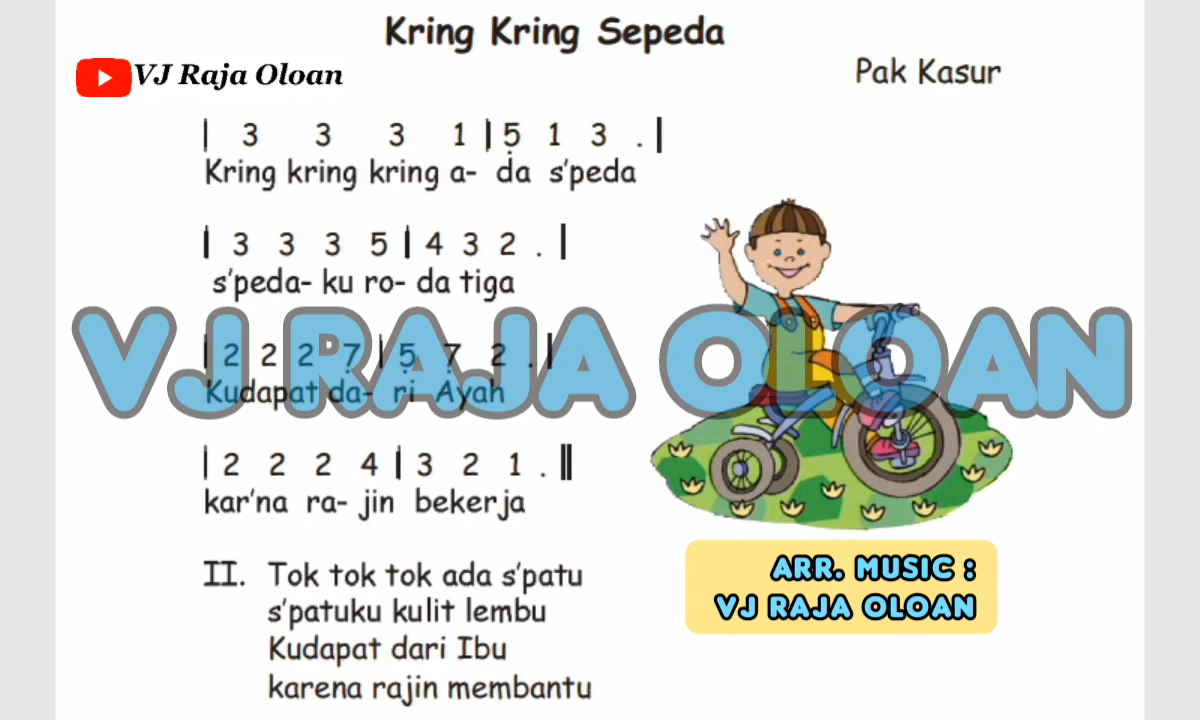 Kring Kring Sepeda
VJ Raja Oloan
Pak Kasur
| 3 3 3 1 | 5̣ 1 3 . |
Kring kring kring a- da s'peda
| 3 3 3 5 | 4 3 2 . |
s'peda- ku ro- da tiga
VJ RAJA OLOAN
| 2 2 2 7̣ | 5̣ 7̣ 2 . |
Kudapat da- ri Ayah
| 2 2 2 4 | 3 2 1 . ||
kar'na ra- jin bekerja
II. Tok tok tok ada s'patu
s'patuku kulit lembu
Kudapat dari Ibu
karena rajin membantu
ARR. MUSIC :
VJ RAJA OLOAN